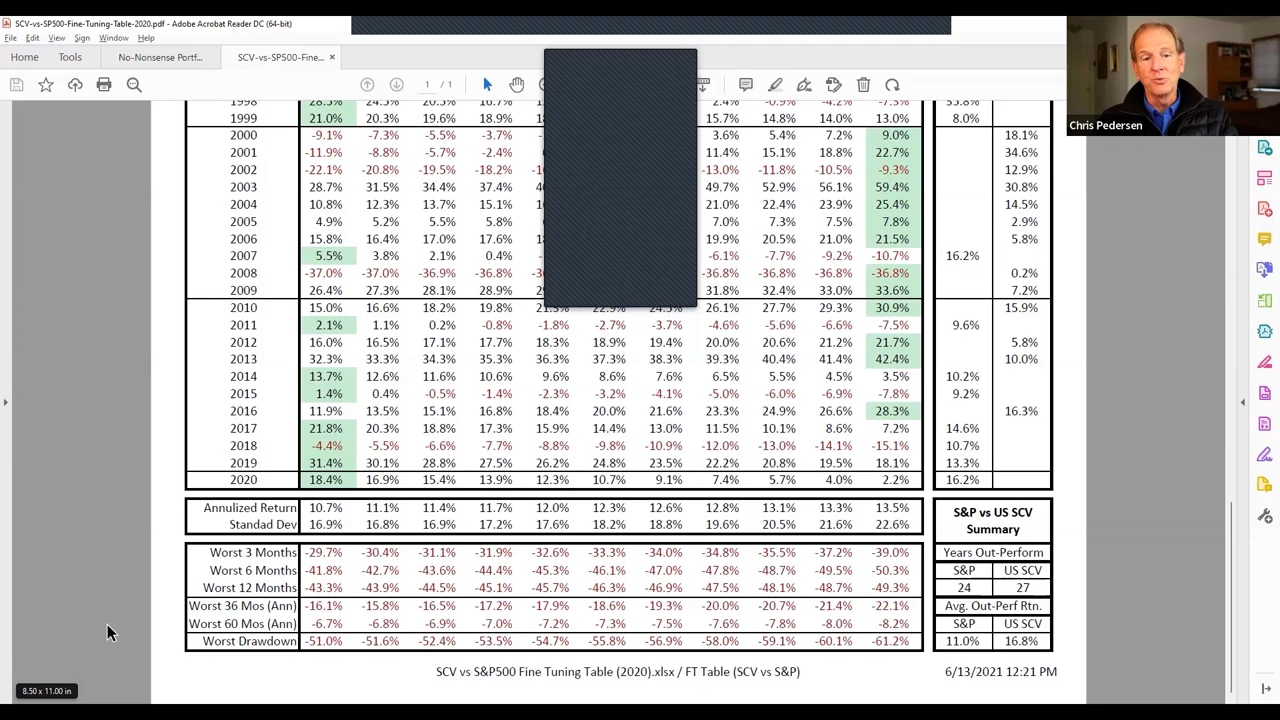 SCV-vs-SP500-Fine-Tuning-Table-2020.pdf - Adobe Acrobat Reader DC (64-bit)
File Edit View Sign Window Help
Home Tools No-Nonsense Portf... SCV-vs-SP500-Fine... ×
1 / 1
Chris Pedersen
1998 28.5% 24.5% 20.5% 16.7% 2.4% -0.9% -4.2% -7.3% 35.8%
1999 21.0% 20.3% 19.6% 18.9% 15.7% 14.8% 14.0% 13.0% 8.0%
2000 -9.1% -7.3% -5.5% -3.7% 3.6% 5.4% 7.2% 9.0% 18.1%
2001 -11.9% -8.8% -5.7% -2.4% 11.4% 15.1% 18.8% 22.7% 34.6%
2002 -22.1% -20.8% -19.5% -18.2% -13.0% -11.8% -10.5% -9.3% 12.9%
2003 28.7% 31.5% 34.4% 37.4% 49.7% 52.9% 56.1% 59.4% 30.8%
2004 10.8% 12.3% 13.7% 15.1% 21.0% 22.4% 23.9% 25.4% 14.5%
2005 4.9% 5.2% 5.5% 5.8% 7.0% 7.3% 7.5% 7.8% 2.9%
2006 15.8% 16.4% 17.0% 17.6% 19.9% 20.5% 21.0% 21.5% 5.8%
2007 5.5% 3.8% 2.1% 0.4% -6.1% -7.7% -9.2% -10.7% 16.2%
2008 -37.0% -37.0% -36.9% -36.8% -36.8% -36.8% -36.8% -36.8% 0.2%
2009 26.4% 27.3% 28.1% 28.9% 31.8% 32.4% 33.0% 33.6% 7.2%
2010 15.0% 16.6% 18.2% 19.8% 26.1% 27.7% 29.3% 30.9% 15.9%
2011 2.1% 1.1% 0.2% -0.8% -1.8% -2.7% -3.7% -4.6% -5.6% -6.6% -7.5% 9.6%
2012 16.0% 16.5% 17.1% 17.7% 18.3% 18.9% 19.4% 20.0% 20.6% 21.2% 21.7% 5.8%
2013 32.3% 33.3% 34.3% 35.3% 36.3% 37.3% 38.3% 39.3% 40.4% 41.4% 42.4% 10.0%
2014 13.7% 12.6% 11.6% 10.6% 9.6% 8.6% 7.6% 6.5% 5.5% 4.5% 3.5% 10.2%
2015 1.4% 0.4% -0.5% -1.4% -2.3% -3.2% -4.1% -5.0% -6.0% -6.9% -7.8% 9.2%
2016 11.9% 13.5% 15.1% 16.8% 18.4% 20.0% 21.6% 23.3% 24.9% 26.6% 28.3% 16.3%
2017 21.8% 20.3% 18.8% 17.3% 15.9% 14.4% 13.0% 11.5% 10.1% 8.6% 7.2% 14.6%
2018 -4.4% -5.5% -6.6% -7.7% -8.8% -9.8% -10.9% -12.0% -13.0% -14.1% -15.1% 10.7%
2019 31.4% 30.1% 28.8% 27.5% 26.2% 24.8% 23.5% 22.2% 20.8% 19.5% 18.1% 13.3%
2020 18.4% 16.9% 15.4% 13.9% 12.3% 10.7% 9.1% 7.4% 5.7% 4.0% 2.2% 16.2%
Annulized Return 10.7% 11.1% 11.4% 11.7% 12.0% 12.3% 12.6% 12.8% 13.1% 13.3% 13.5%
Standad Dev 16.9% 16.8% 16.9% 17.2% 17.6% 18.2% 18.8% 19.6% 20.5% 21.6% 22.6%
S&P vs US SCV
Summary
Worst 3 Months -29.7% -30.4% -31.1% -31.9% -32.6% -33.3% -34.0% -34.8% -35.5% -37.2% -39.0% Years Out-Perform
Worst 6 Months -41.8% -42.7% -43.6% -44.4% -45.3% -46.1% -47.0% -47.8% -48.7% -49.5% -50.3% S&P US SCV
Worst 12 Months -43.3% -43.9% -44.5% -45.1% -45.7% -46.3% -46.9% -47.5% -48.1% -48.7% -49.3% 24 27
Worst 36 Mos (Ann) -16.1% -15.8% -16.5% -17.2% -17.9% -18.6% -19.3% -20.0% -20.7% -21.4% -22.1% Avg. Out-Perf Rtn.
Worst 60 Mos (Ann) -6.7% -6.8% -6.9% -7.0% -7.2% -7.3% -7.5% -7.6% -7.8% -8.0% -8.2% S&P US SCV
Worst Drawdown -51.0% -51.6% -52.4% -53.5% -54.7% -55.8% -56.9% -58.0% -59.1% -60.1% -61.2% 11.0% 16.8%
SCV vs S&P500 Fine Tuning Table (2020).xlsx / FT Table (SCV vs S&P) 6/13/2021 12:21 PM
8.50 x 11.00 in